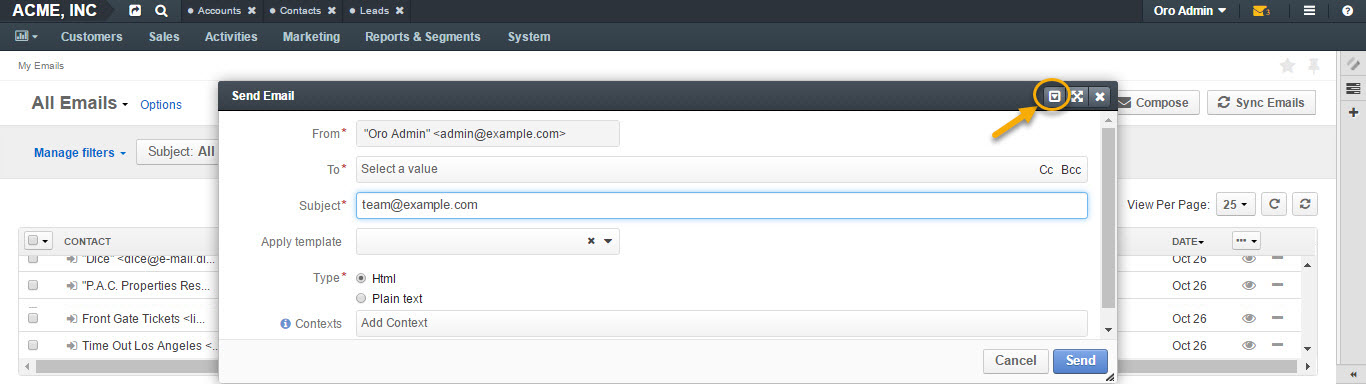 ACME, INC
Accounts Contacts Leads
Oro Admin 3
Customers Sales Activities Marketing Reports & Segments System
My Emails
All Emails Options
Compose Sync Emails
Manage filters Subject: All
View Per Page: 25
CONTACT DATE
"Dice" <dice@e-mail.di... Oct 26
"P.A.C. Properties Res... Oct 26
Front Gate Tickets <li... Oct 26
Time Out Los Angeles <... Oct 26
Send Email
From* "Oro Admin" <admin@example.com>
To* Select a value Cc Bcc
Subject* team@example.com
Apply template
Type* Html
Plain text
Contexts Add Context
Cancel Send